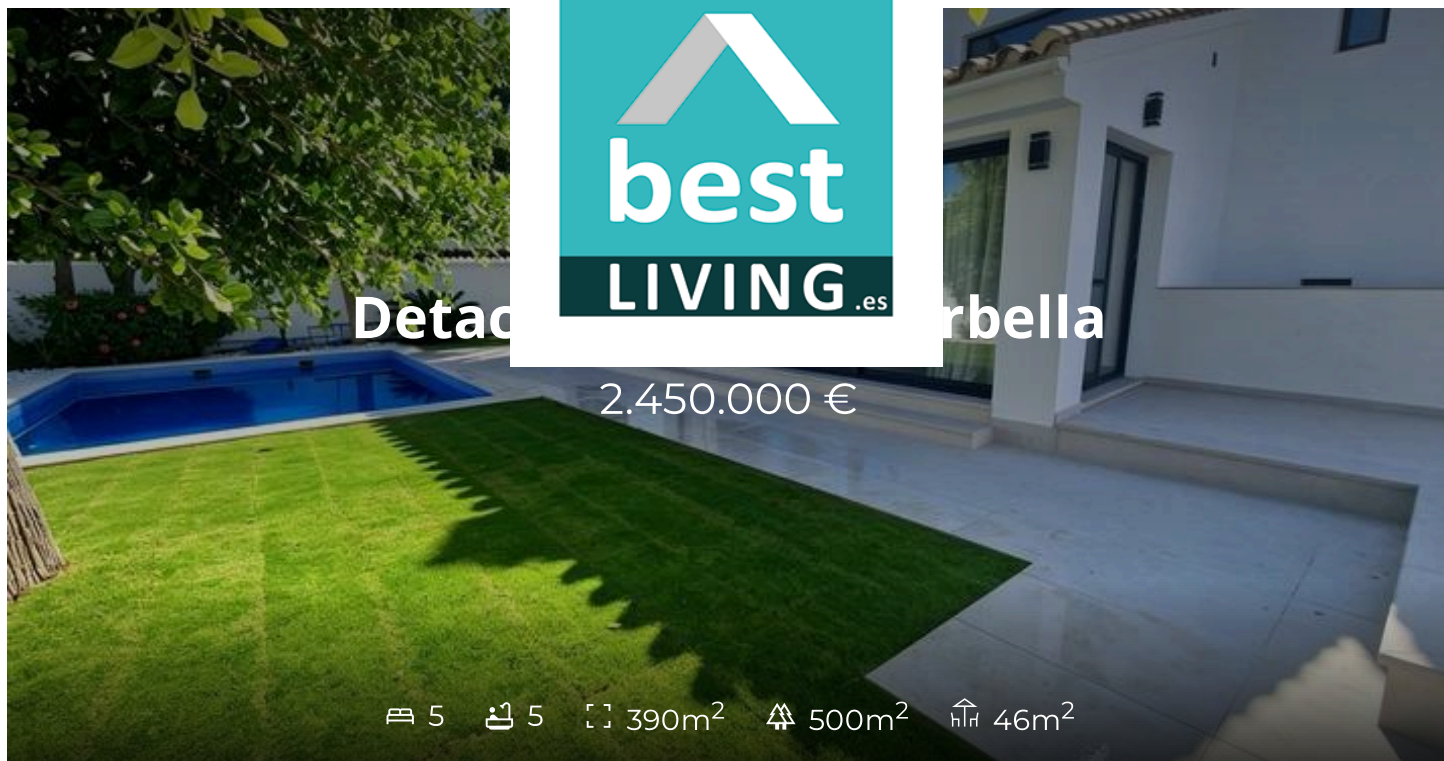 best
LIVING.es
Detac rbella
2.450.000 €
5 5 390m² 500m² 46m²